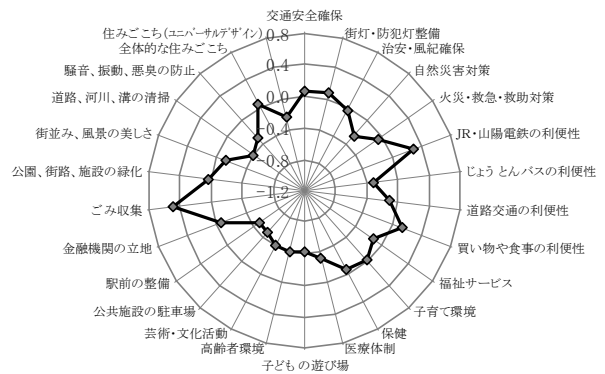 交通安全確保
街灯・防犯灯整備
治安・風紀確保
自然災害対策
火災・救急・救助対策
JR・山陽電鉄の利便性
じょうとんバスの利便性
道路交通の利便性
買い物や食事の利便性
福祉サービス
子育て環境
保健
医療体制
子どもの遊び場
高齢者環境
芸術・文化活動
公共施設の駐車場
駅前の整備
金融機関の立地
ごみ収集
公園、街路、施設の緑化
街並み、風景の美しさ
道路、河川、溝の清掃
騒音、振動、悪臭の防止
全体的な住みごこち
住みごこち(ユニバーサルデザイン)
0.8
0.4
0.0
-0.4
-0.8
-1.2